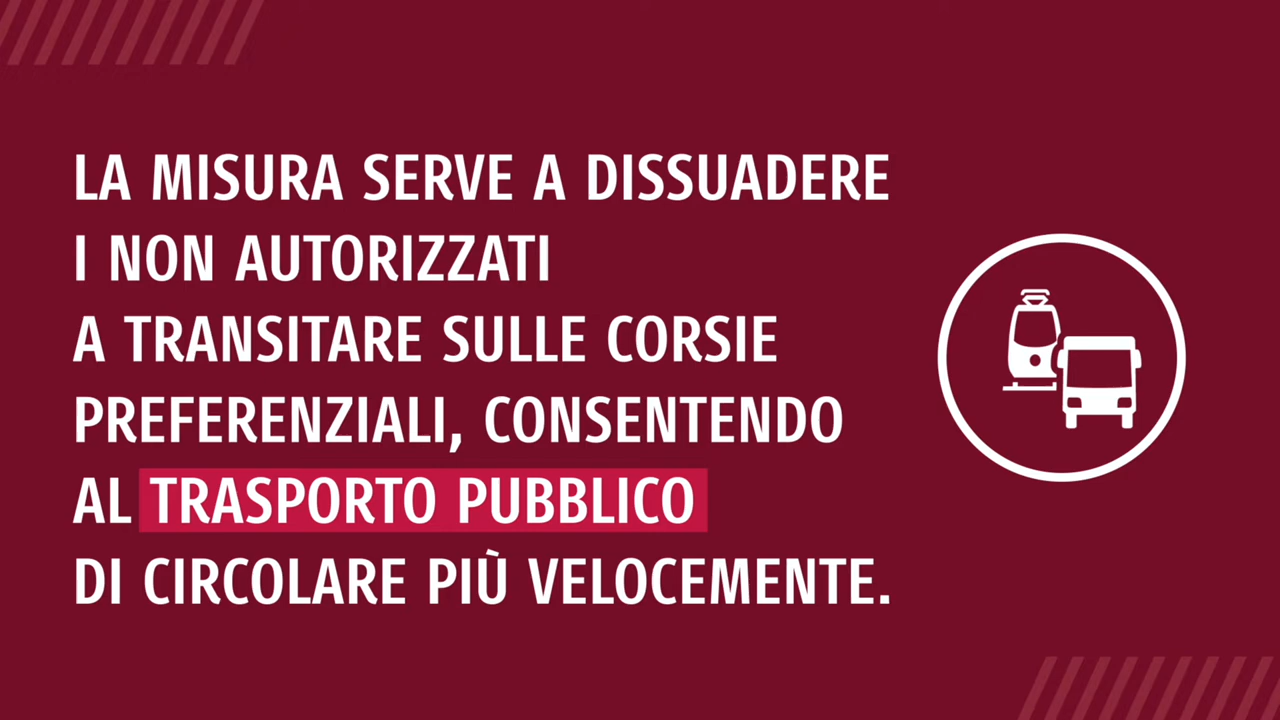 LA MISURA SERVE A DISSUADERE
I NON AUTORIZZATI
A TRANSITARE SULLE CORSIE
PREFERENZIALI, CONSENTENDO
AL TRASPORTO PUBBLICO
DI CIRCOLARE PIÙ VELOCEMENTE.